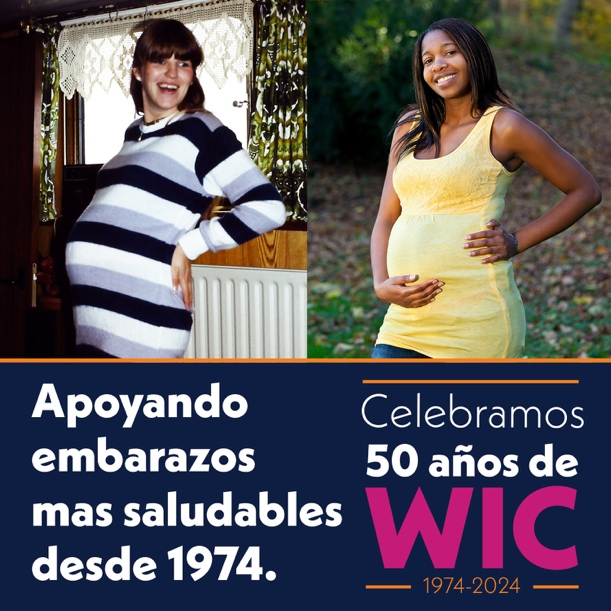 Apoyando
embarazos
mas saludables
desde 1974.
Celebramos
50 años de
WIC
1974-2024